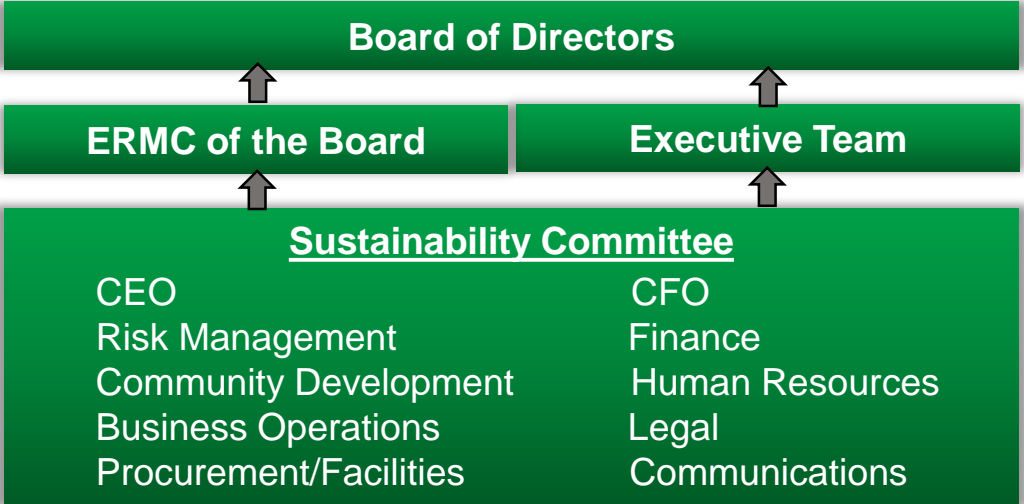 Board of Directors
ERMC of the Board
Executive Team
Sustainability Committee
CEO
CFO
Risk Management
Finance
Community Development
Human Resources
Business Operations
Legal
Procurement/Facilities
Communications